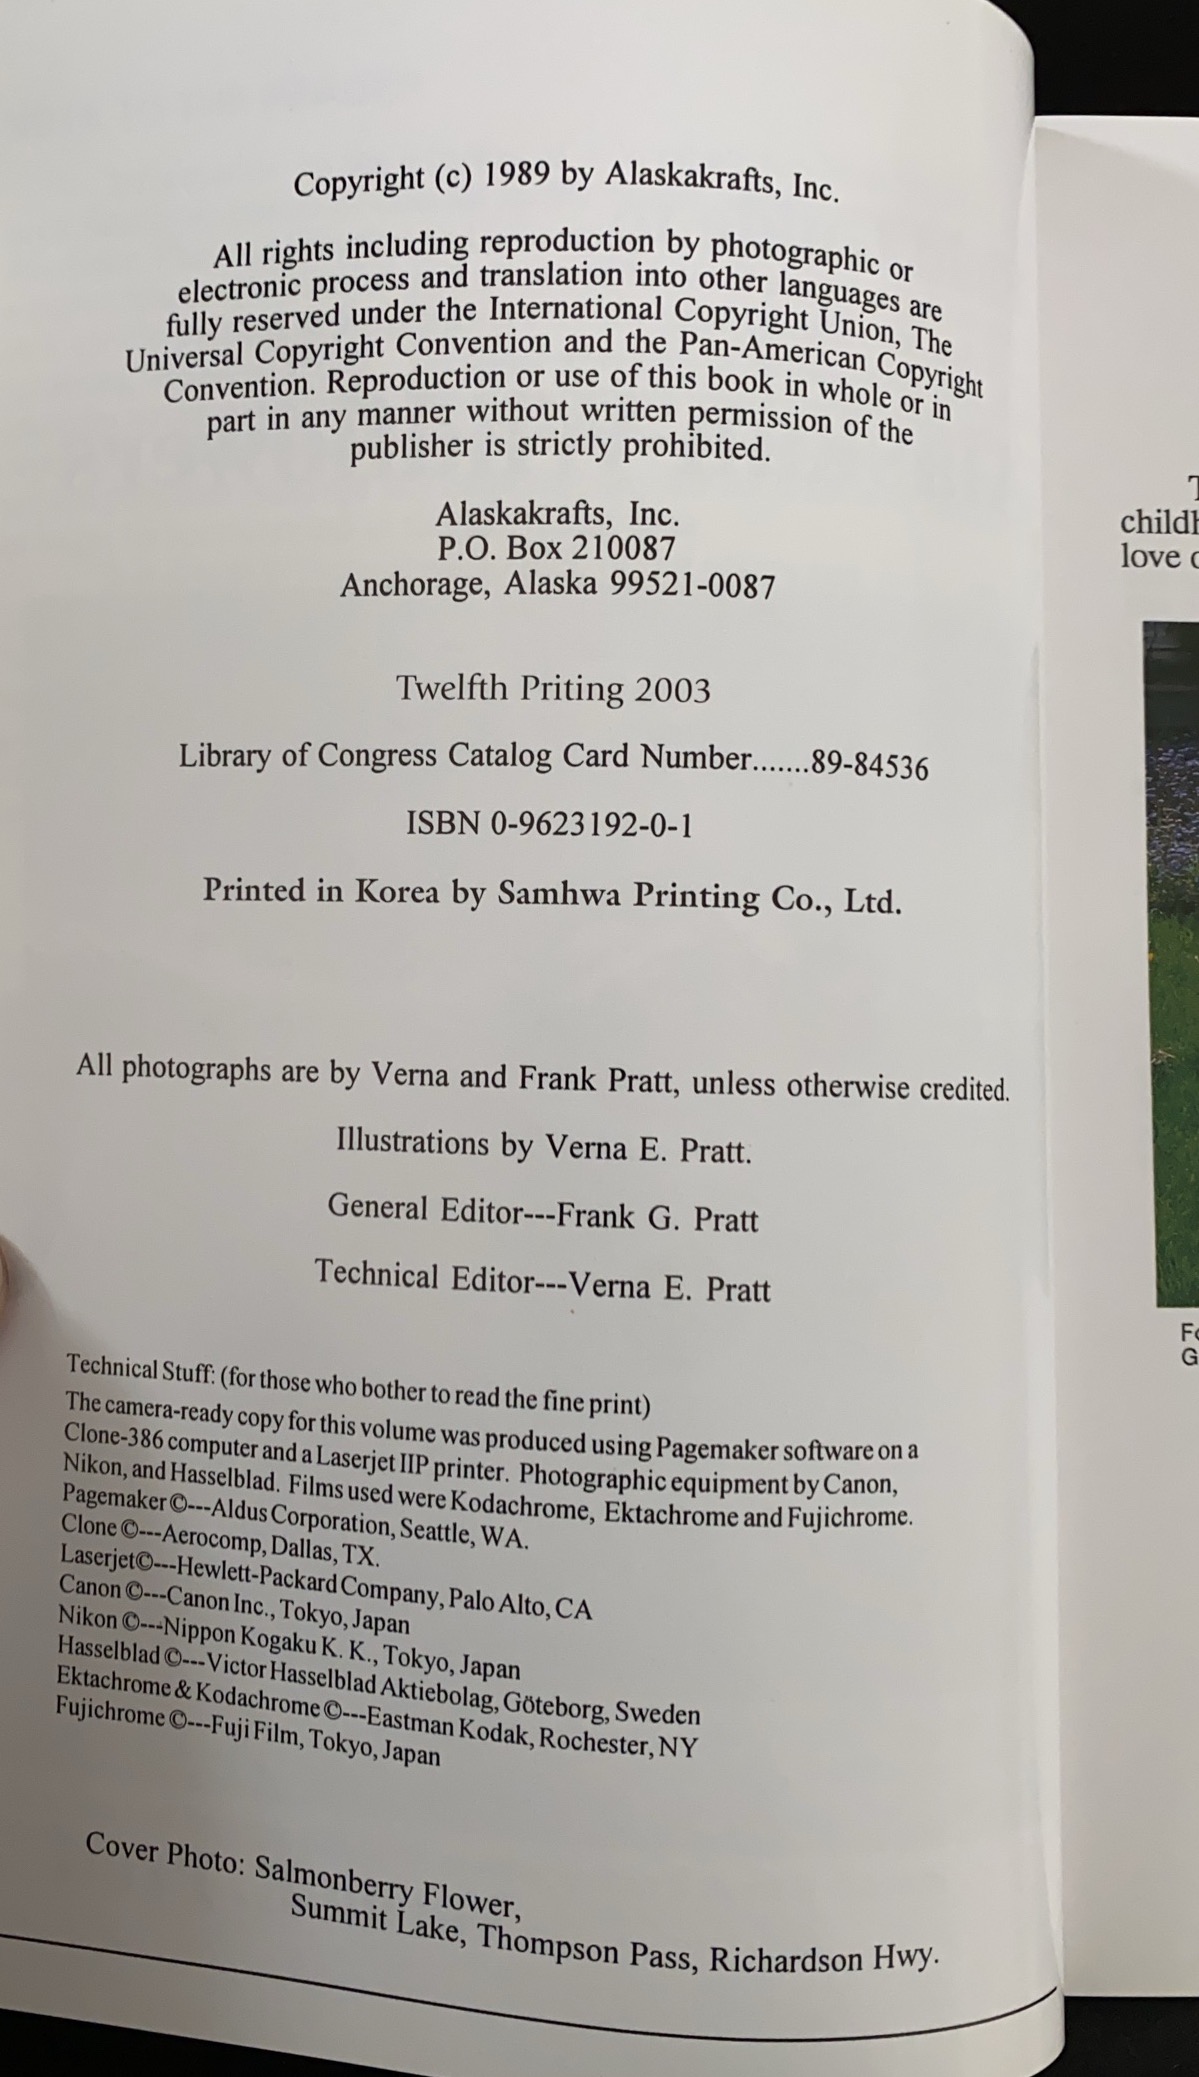 Copyright (c) 1989 by Alaskakrafts, Inc.
All rights including reproduction by photographic or
electronic process and translation into other languages are
fully reserved under the International Copyright Union, The
Universal Copyright Convention and the Pan-American Copyright
Convention. Reproduction or use of this book in whole or in
part in any manner without written permission of the
publisher is strictly prohibited.
Alaskakrafts, Inc.
P.O. Box 210087
Anchorage, Alaska 99521-0087
Twelfth Priting 2003
Library of Congress Catalog Card Number.......89-84536
ISBN 0-9623192-0-1
Printed in Korea by Samhwa Printing Co., Ltd.
All photographs are by Verna and Frank Pratt, unless otherwise credited.
Illustrations by Verna E. Pratt.
General Editor---Frank G. Pratt
Technical Editor---Verna E. Pratt
Technical Stuff: (for those who bother to read the fine print)
The camera-ready copy for this volume was produced using Pagemaker software on a
Clone-386 computer and a Laserjet IIP printer. Photographic equipment by Canon,
Nikon, and Hasselblad. Films used were Kodachrome, Ektachrome and Fujichrome.
Pagemaker ©---Aldus Corporation, Seattle, WA.
Clone ©---Aerocomp, Dallas, TX.
Laserjet©---Hewlett-Packard Company, Palo Alto, CA
Canon ©---Canon Inc., Tokyo, Japan
Nikon ©---Nippon Kogaku K. K., Tokyo, Japan
Hasselblad ©---Victor Hasselblad Aktiebolag, Göteborg, Sweden
Ektachrome & Kodachrome ©---Eastman Kodak, Rochester, NY
Fujichrome ©---Fuji Film, Tokyo, Japan
Cover Photo: Salmonberry Flower,
Summit Lake, Thompson Pass, Richardson Hwy.
love